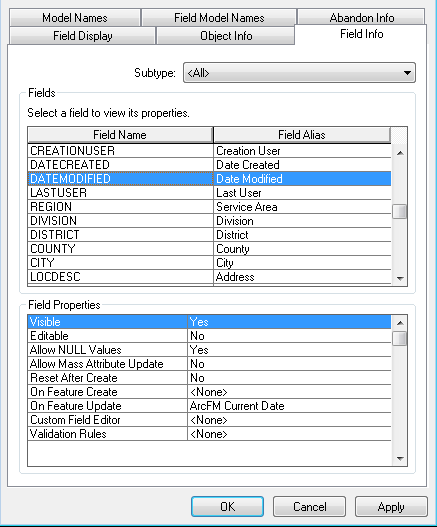 Model Names Field Model Names Abandon Info
Field Display Object Info Field Info
Subtype: <All>
Fields
Select a field to view its properties.
Field Name Field Alias
CREATIONUSER Creation User
DATECREATED Date Created
DATEMODIFIED Date Modified
LASTUSER Last User
REGION Service Area
DIVISION Division
DISTRICT District
COUNTY County
CITY City
LOCDESC Address
Field Properties
Visible Yes
Editable No
Allow NULL Values Yes
Allow Mass Attribute Update No
Reset After Create No
On Feature Create <None>
On Feature Update ArcFM Current Date
Custom Field Editor <None>
Validation Rules <None>
OK Cancel Apply